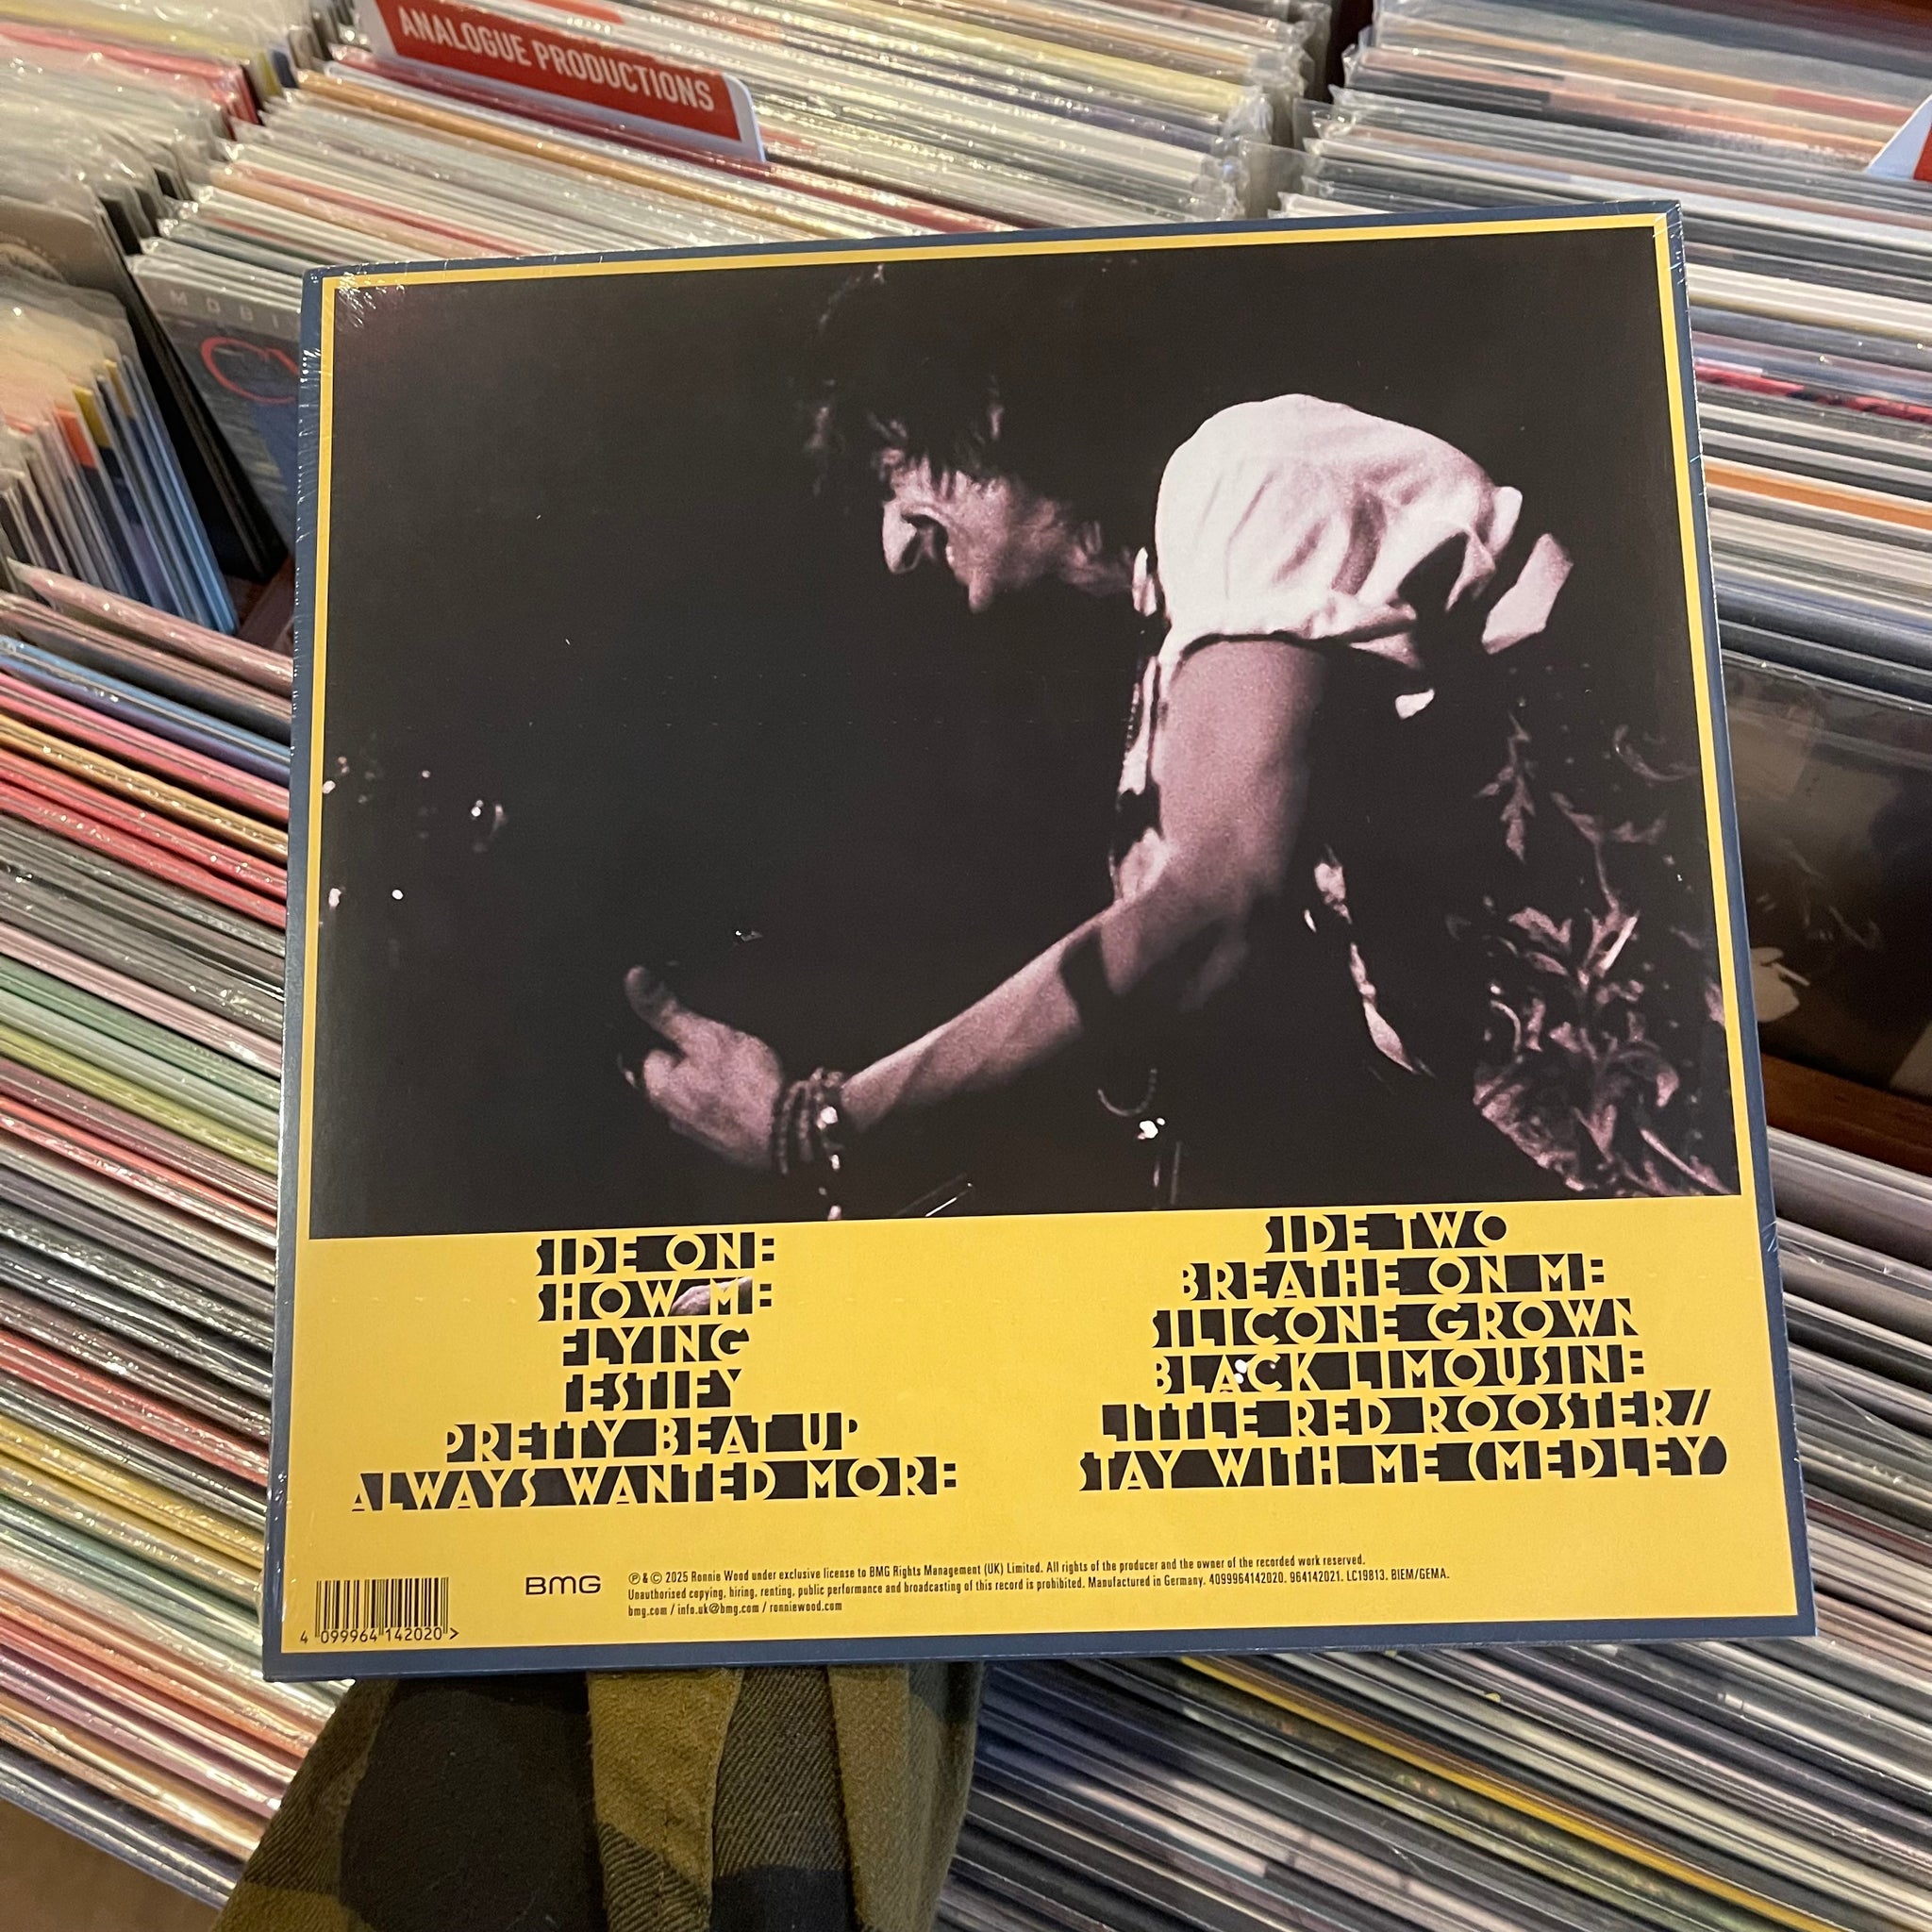 ANALOGUE PRODUCTIONS
MOBI
SIDE ONE
SHOW ME
FLYING
TESTIFY
PRETTY BEAT UP
ALWAYS WANTED MORE
SIDE TWO
BREATHE ON ME
SILICONE GROWN
BLACK LIMOUSINE
LITTLE RED ROOSTER//
STAY WITH ME (MEDLEY)
4 099964 142020 >
BMG
℗ & © 2025 Ronnie Wood under exclusive license to BMG Rights Management (UK) Limited. All rights of the producer and the owner of the recorded work reserved.
Unauthorised copying, hiring, renting, public performance and broadcasting of this record is prohibited. Manufactured in Germany. 4099964142020. 964142021. LC19813. BIEM/GEMA.
bmg.com / info.uk@bmg.com / ronniewood.com